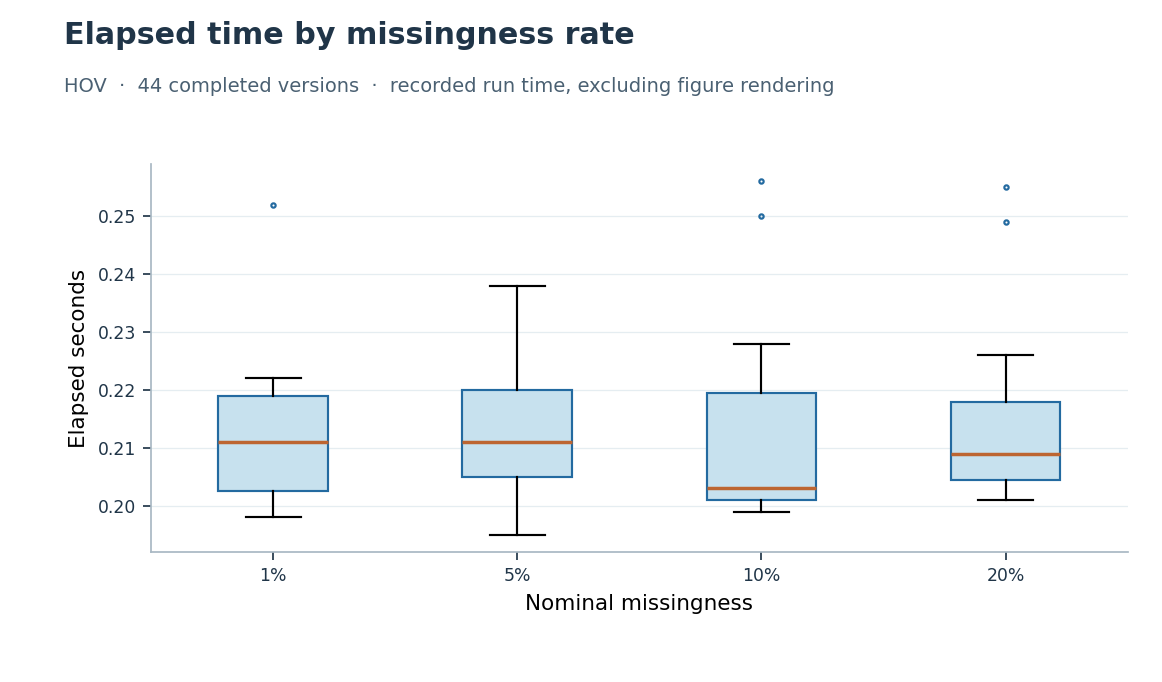 Elapsed time by missingness rate
HOV · 44 completed versions · recorded run time, excluding figure rendering
Elapsed seconds
0.25
0.24
0.23
0.22
0.21
0.20
1% 5% 10% 20%
Nominal missingness